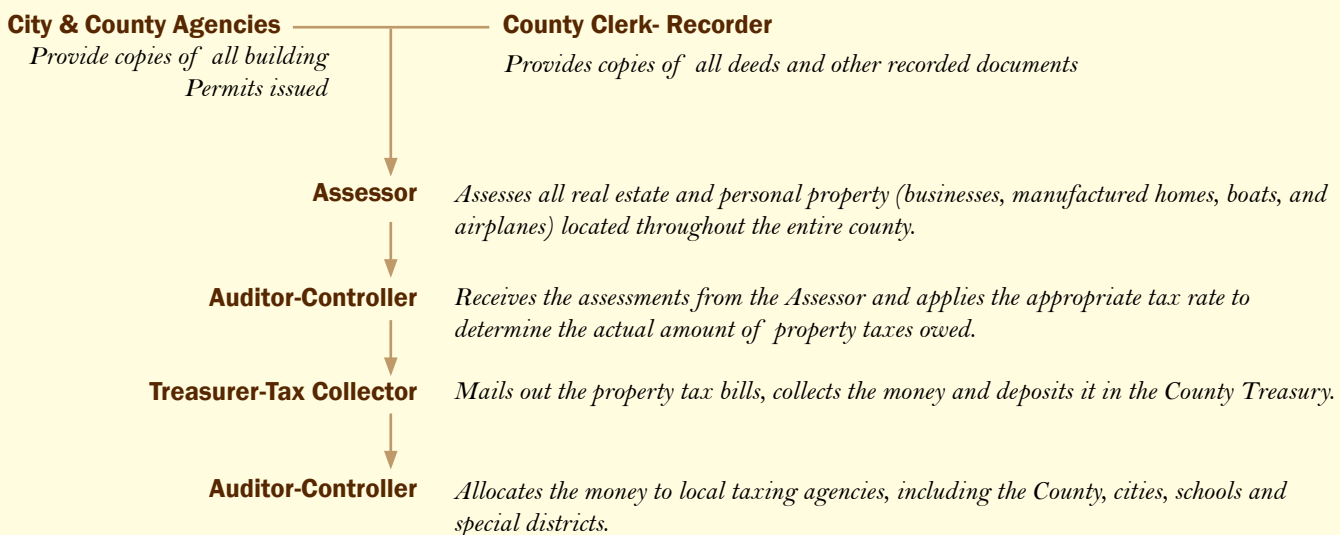 City & County Agencies
Provide copies of all building
Permits issued
County Clerk- Recorder
Provides copies of all deeds and other recorded documents
Assessor
Assesses all real estate and personal property (businesses, manufactured homes, boats, and
airplanes) located throughout the entire county.
Auditor-Controller
Receives the assessments from the Assessor and applies the appropriate tax rate to
determine the actual amount of property taxes owed.
Treasurer-Tax Collector
Mails out the property tax bills, collects the money and deposits it in the County Treasury.
Auditor-Controller
Allocates the money to local taxing agencies, including the County, cities, schools and
special districts.